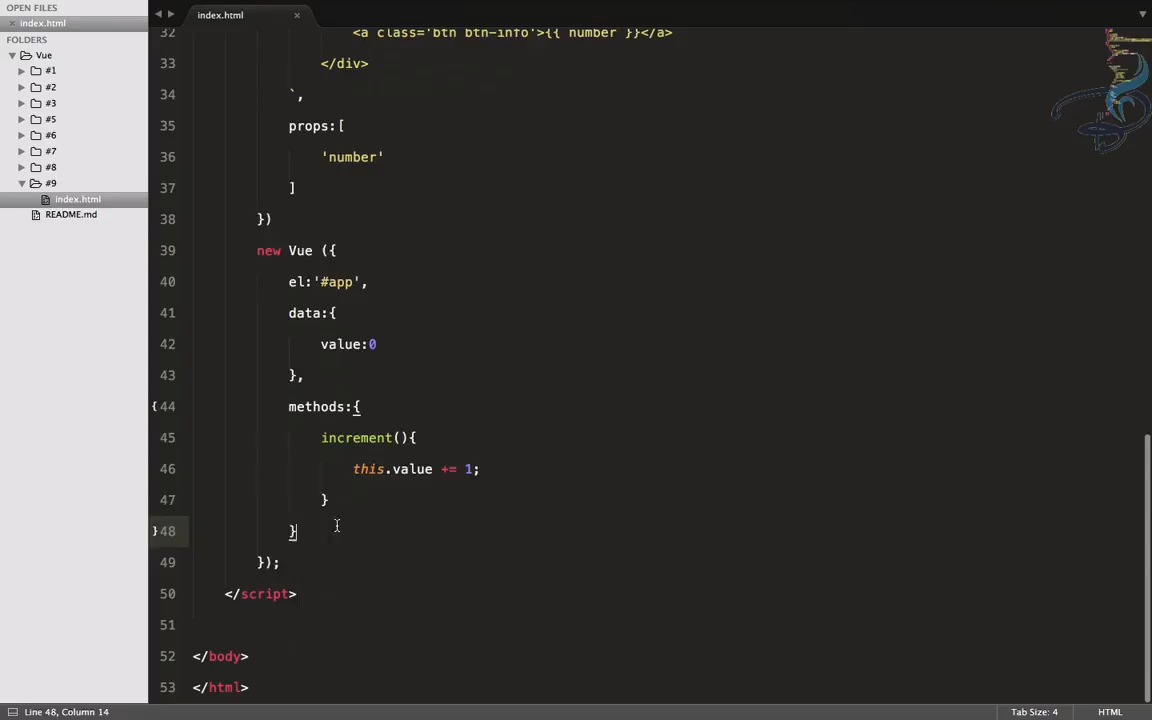 OPEN FILES
× index.html
FOLDERS
Vue
#1
#2
#3
#5
#6
#7
#8
#9
index.html
README.md
index.html ×
32 <a class='btn btn-info'>{{ number }}</a>
33 </div>
34 `,
35 props:[
36 'number'
37 ]
38 })
39 new Vue ({
40 el:'#app',
41 data:{
42 value:0
43 },
44 methods:{
45 increment(){
46 this.value += 1;
47 }
48 }
49 });
50 </script>
51
52 </body>
53 </html>
Line 48, Column 14
Tab Size: 4
HTML